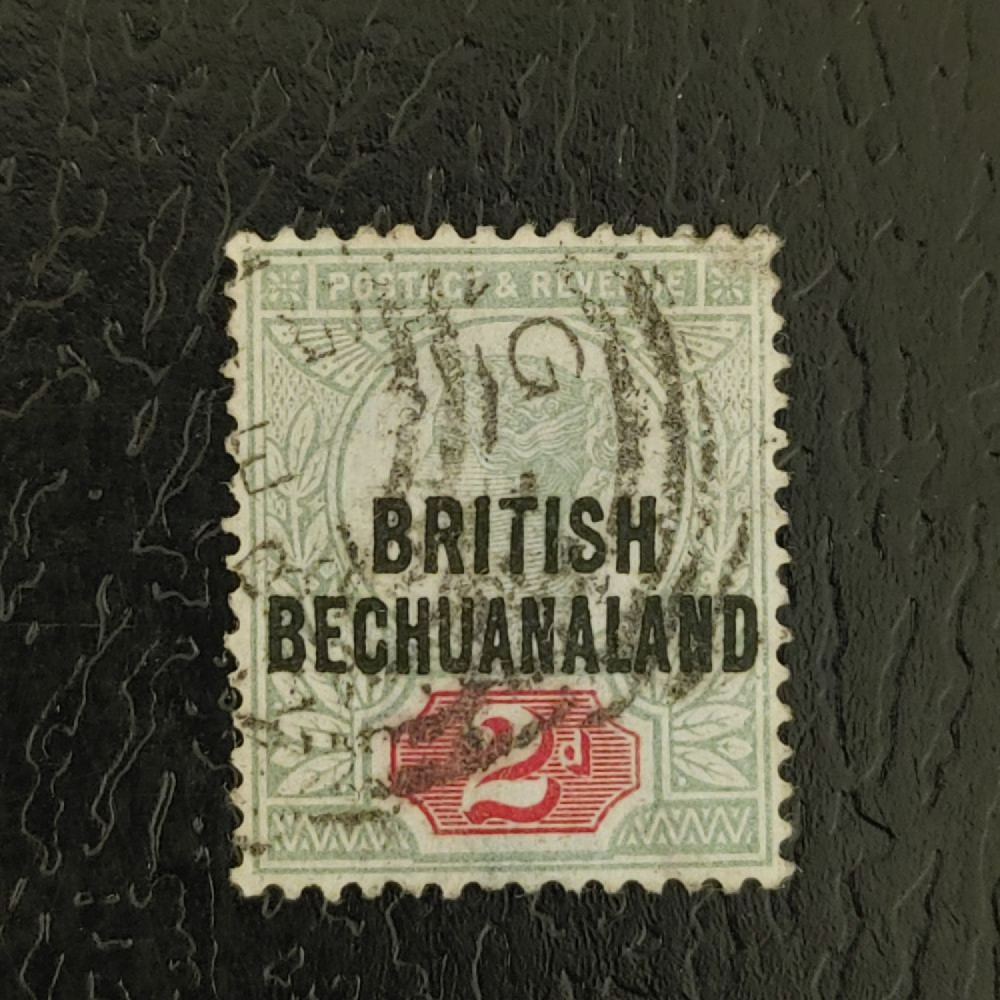 POSTAGE & REVENUE
BRITISH
BECHUANALAND
2d